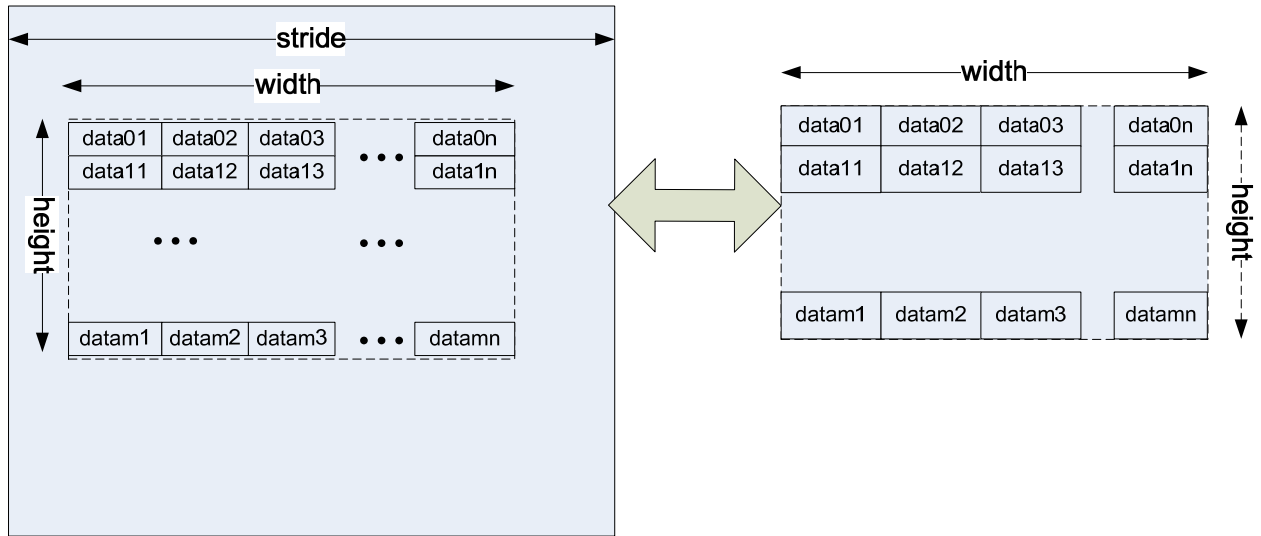 stride
width
height
data01 data02 data03 ••• data0n
data11 data12 data13 data1n
••• •••
datam1 datam2 datam3 ••• datamn
width
height
data01 data02 data03 data0n
data11 data12 data13 data1n
datam1 datam2 datam3 datamn